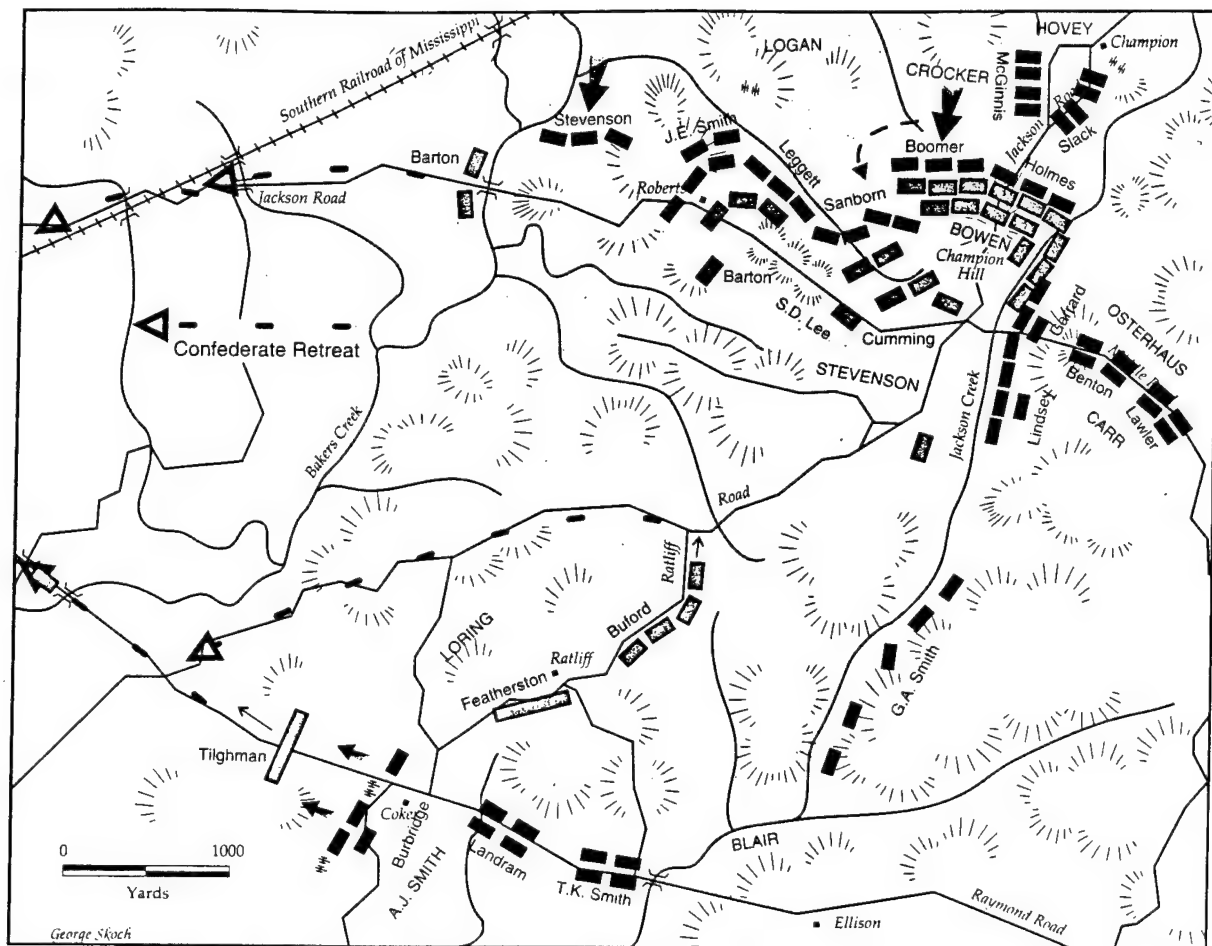 HOVEY
Champion
LOGAN
CROCKER
McGinnis
Southern Railroad of Mississippi
Stevenson
J.E. Smith
Leggett
Boomer
Jackson Road
Slack
Barton
Holmes
Jackson Road
Roberts
Sanborn
BOWEN
Champion
Hill
Barton
S.D. Lee
Cumming
Garrard
OSTERHAUS
Confederate Retreat
STEVENSON
Benton
Lindsey
CARR
Lawler
Jackson Creek
Bakers Creek
Road
Ratliff
LORING
Buford
Ratliff
Featherston
G.A. Smith
Tilghman
Coker
Burbridge
A.J. SMITH
Landram
BLAIR
T.K. Smith
0 1000
Yards
Raymond Road
Ellison
George Skoch